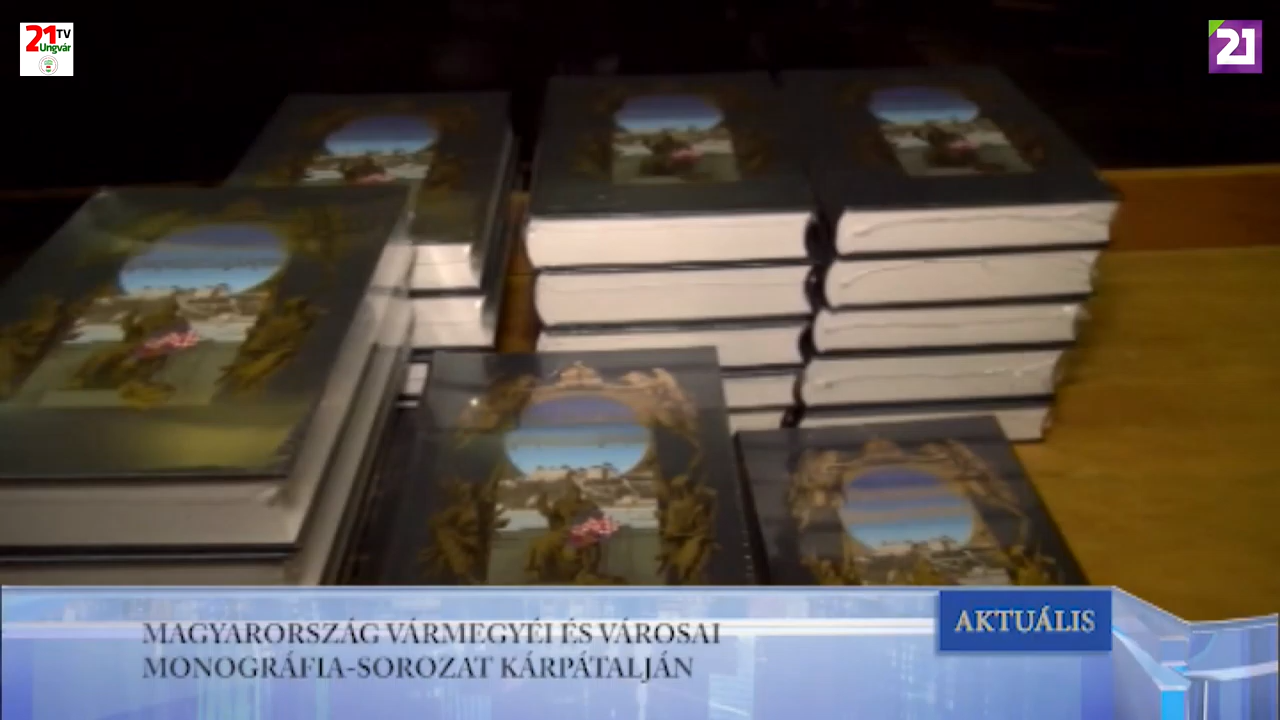 21 TV
Ungvár
21
AKTUÁLIS
MAGYARORSZÁG VÁRMEGYÉI ÉS VÁROSAI
MONOGRÁFIA-SOROZAT KÁRPÁTALJÁN